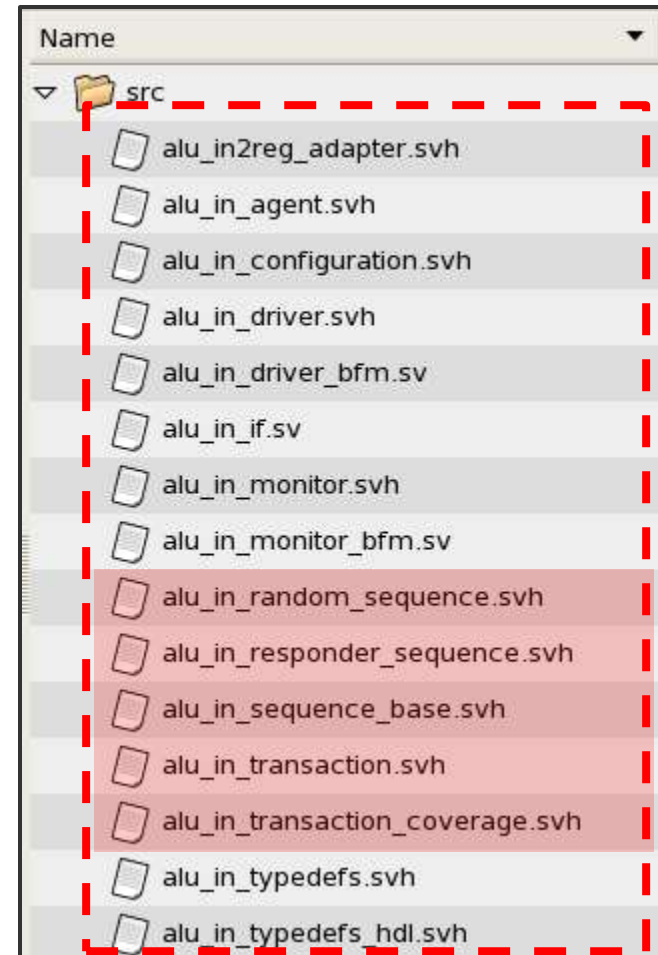 Name
src
alu_in2reg_adapter.svh
alu_in_agent.svh
alu_in_configuration.svh
alu_in_driver.svh
alu_in_driver_bfm.sv
alu_in_if.sv
alu_in_monitor.svh
alu_in_monitor_bfm.sv
alu_in_random_sequence.svh
alu_in_responder_sequence.svh
alu_in_sequence_base.svh
alu_in_transaction.svh
alu_in_transaction_coverage.svh
alu_in_typedefs.svh
alu_in_typedefs_hdl.svh